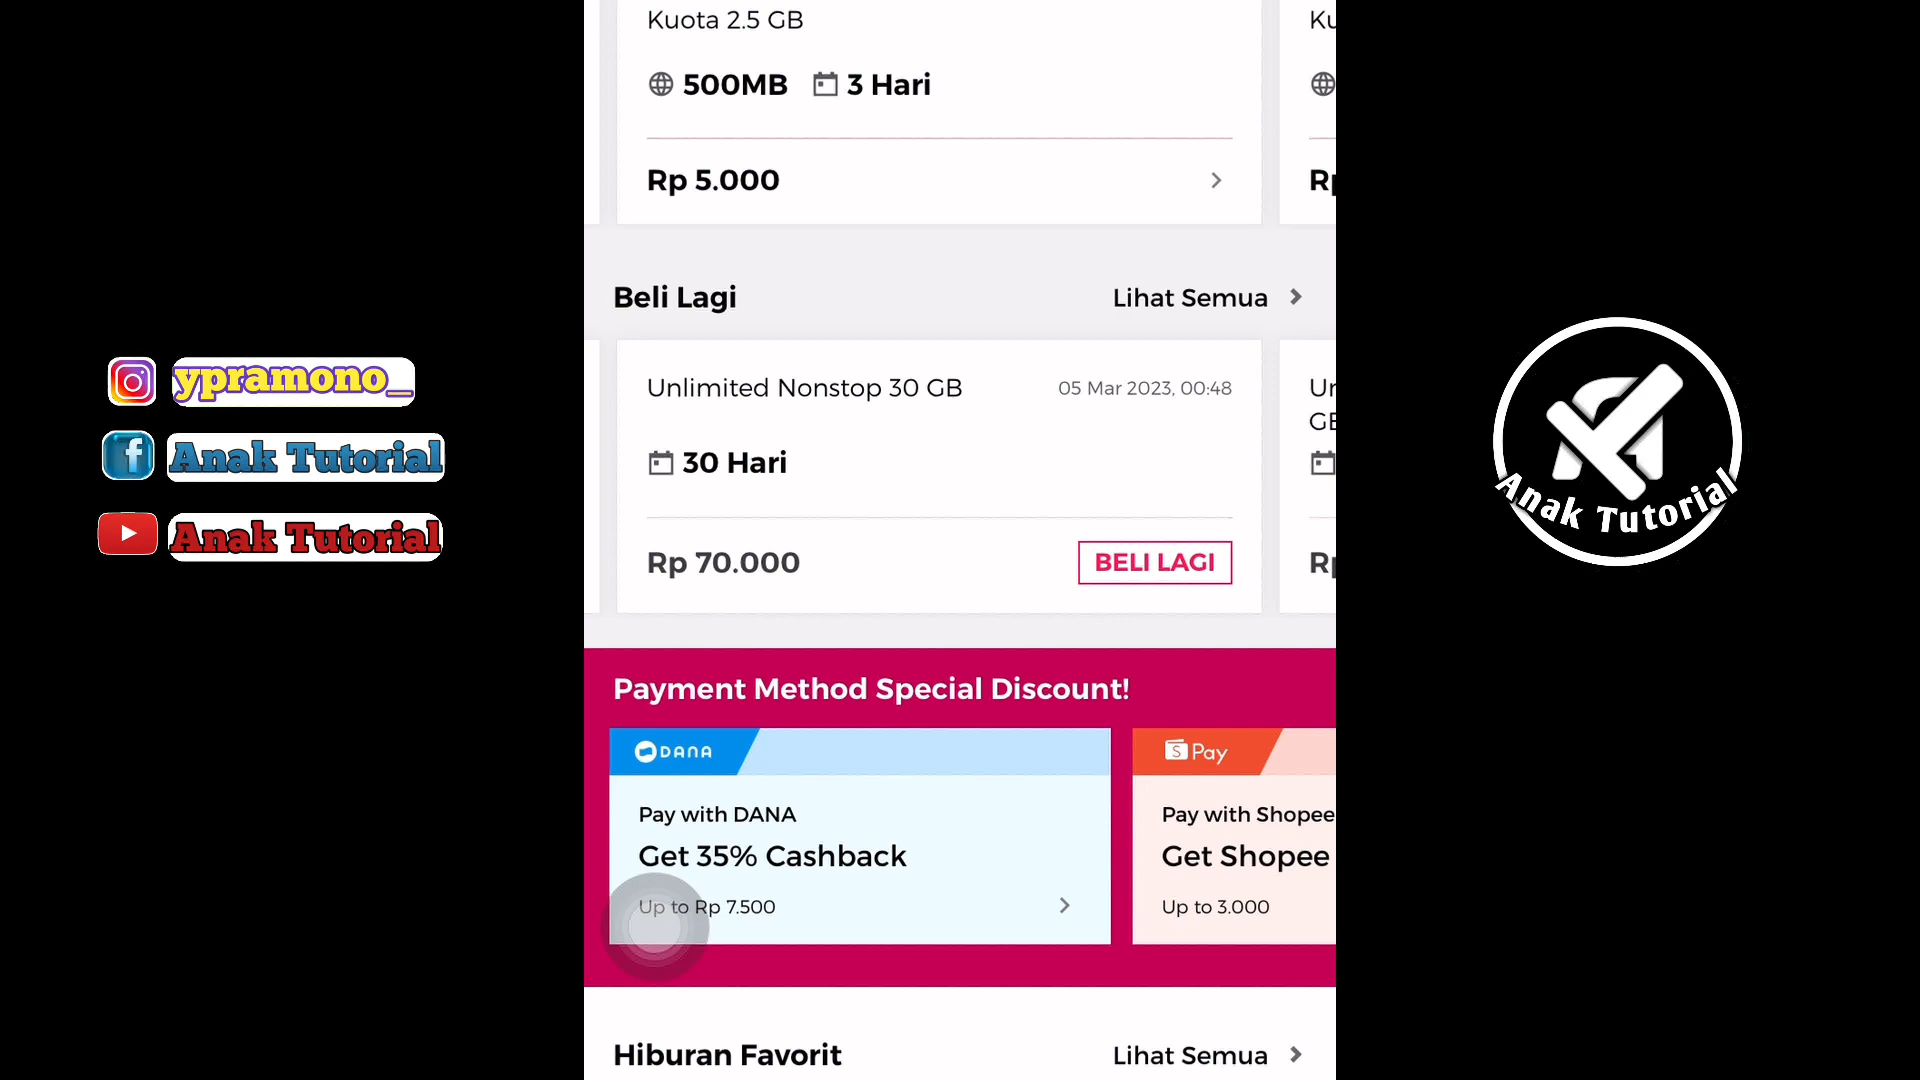 Kuota 2.5 GB
500MB 3 Hari
Rp 5.000
Beli Lagi
Lihat Semua
Unlimited Nonstop 30 GB
05 Mar 2023, 00:48
30 Hari
Rp 70.000
BELI LAGI
Payment Method Special Discount!
DANA
Pay with DANA
Get 35% Cashback
Up to Rp 7.500
S Pay
Pay with Shopee
Get Shopee
Up to 3.000
Hiburan Favorit
Lihat Semua
ypramono_
Anak Tutorial
Anak Tutorial
Anak Tutorial